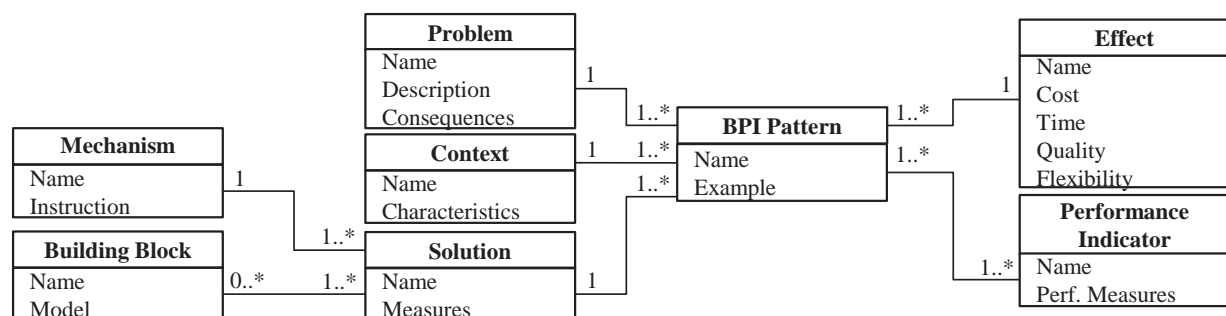 Problem
Name
Description
Consequences
1
1..*
Effect
Name
Cost
Time
Quality
Flexibility
1
1..*
BPI Pattern
Name
Example
Mechanism
Name
Instruction
1
1..*
Context
Name
Characteristics
1
1..*
1..*
1..*
Building Block
Name
Model
0..*
1..*
Solution
Name
Measures
1
Performance
Indicator
Name
Perf. Measures
1..*